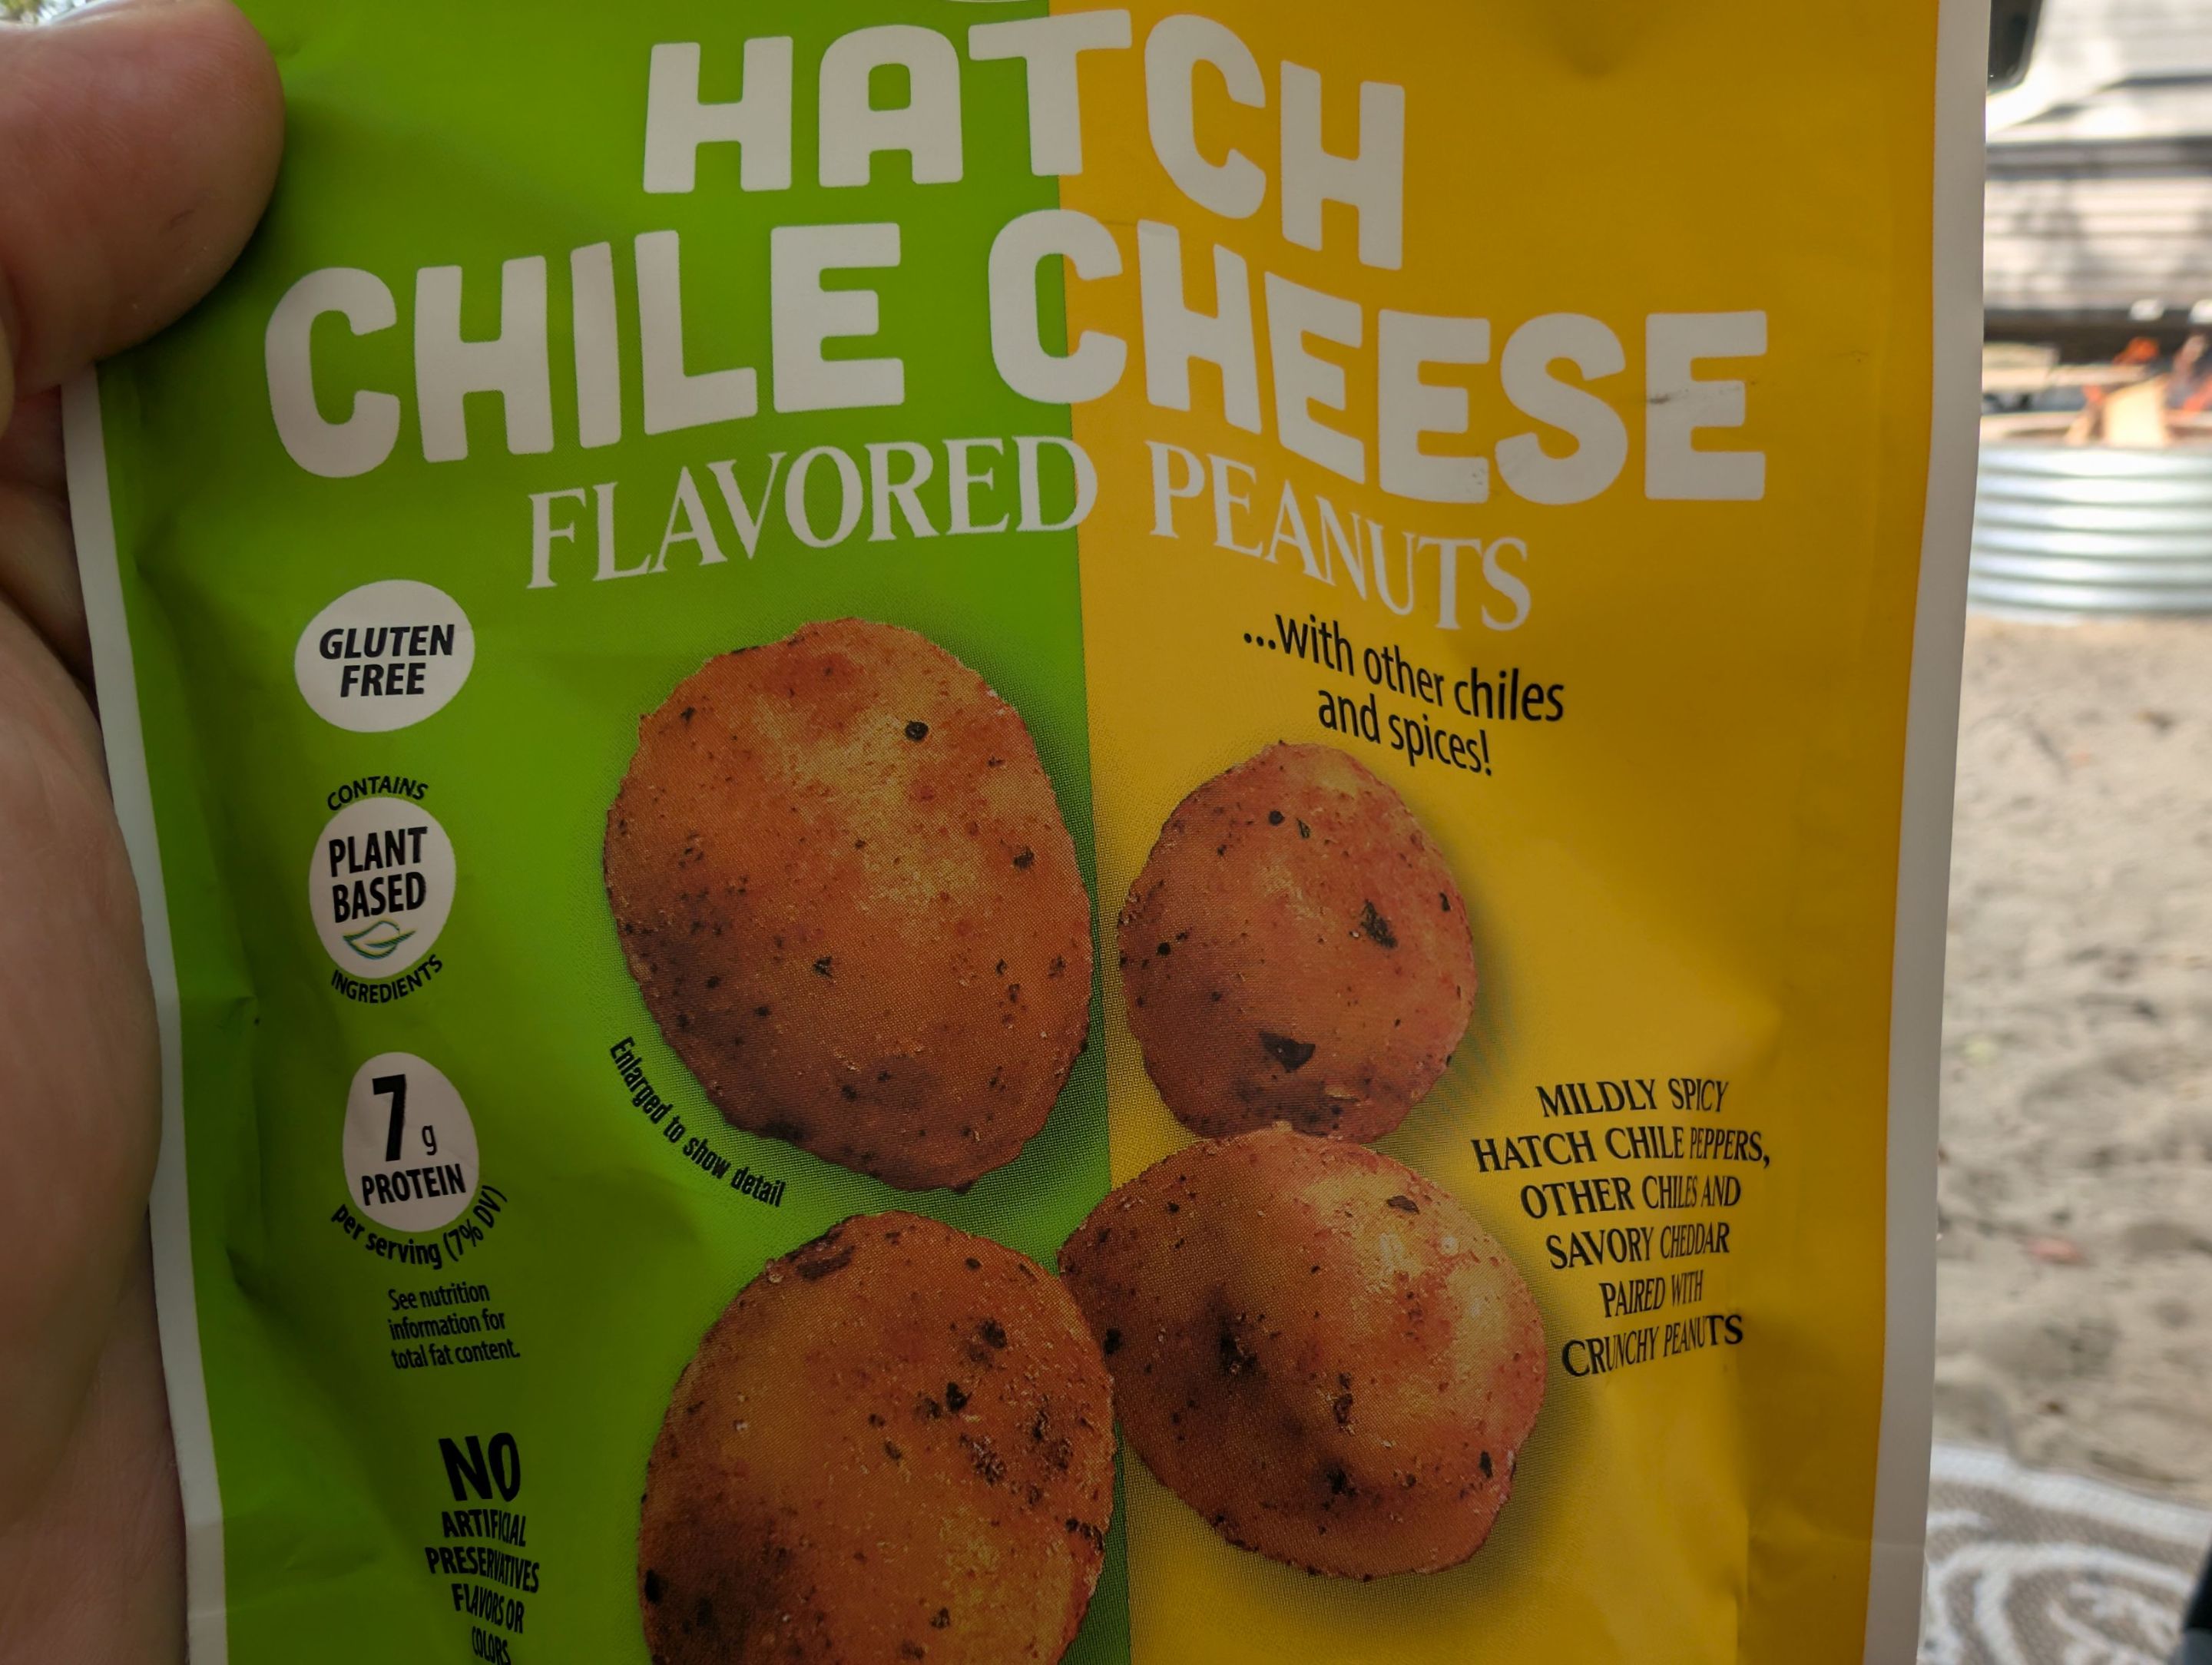 HATCH
CHILE CHEESE
FLAVORED PEANUTS
...with other chiles
and spices!
GLUTEN
FREE
CONTAINS
PLANT
BASED
INGREDIENTS
7g
PROTEIN
per serving (7% DV)
See nutrition
information for
total fat content.
Enlarged to show detail
MILDLY SPICY
HATCH CHILE PEPPERS,
OTHER CHILES AND
SAVORY CHEDDAR
PAIRED WITH
CRUNCHY PEANUTS
NO
ARTIFICIAL
PRESERVATIVES
FLAVORS OR
COLORS